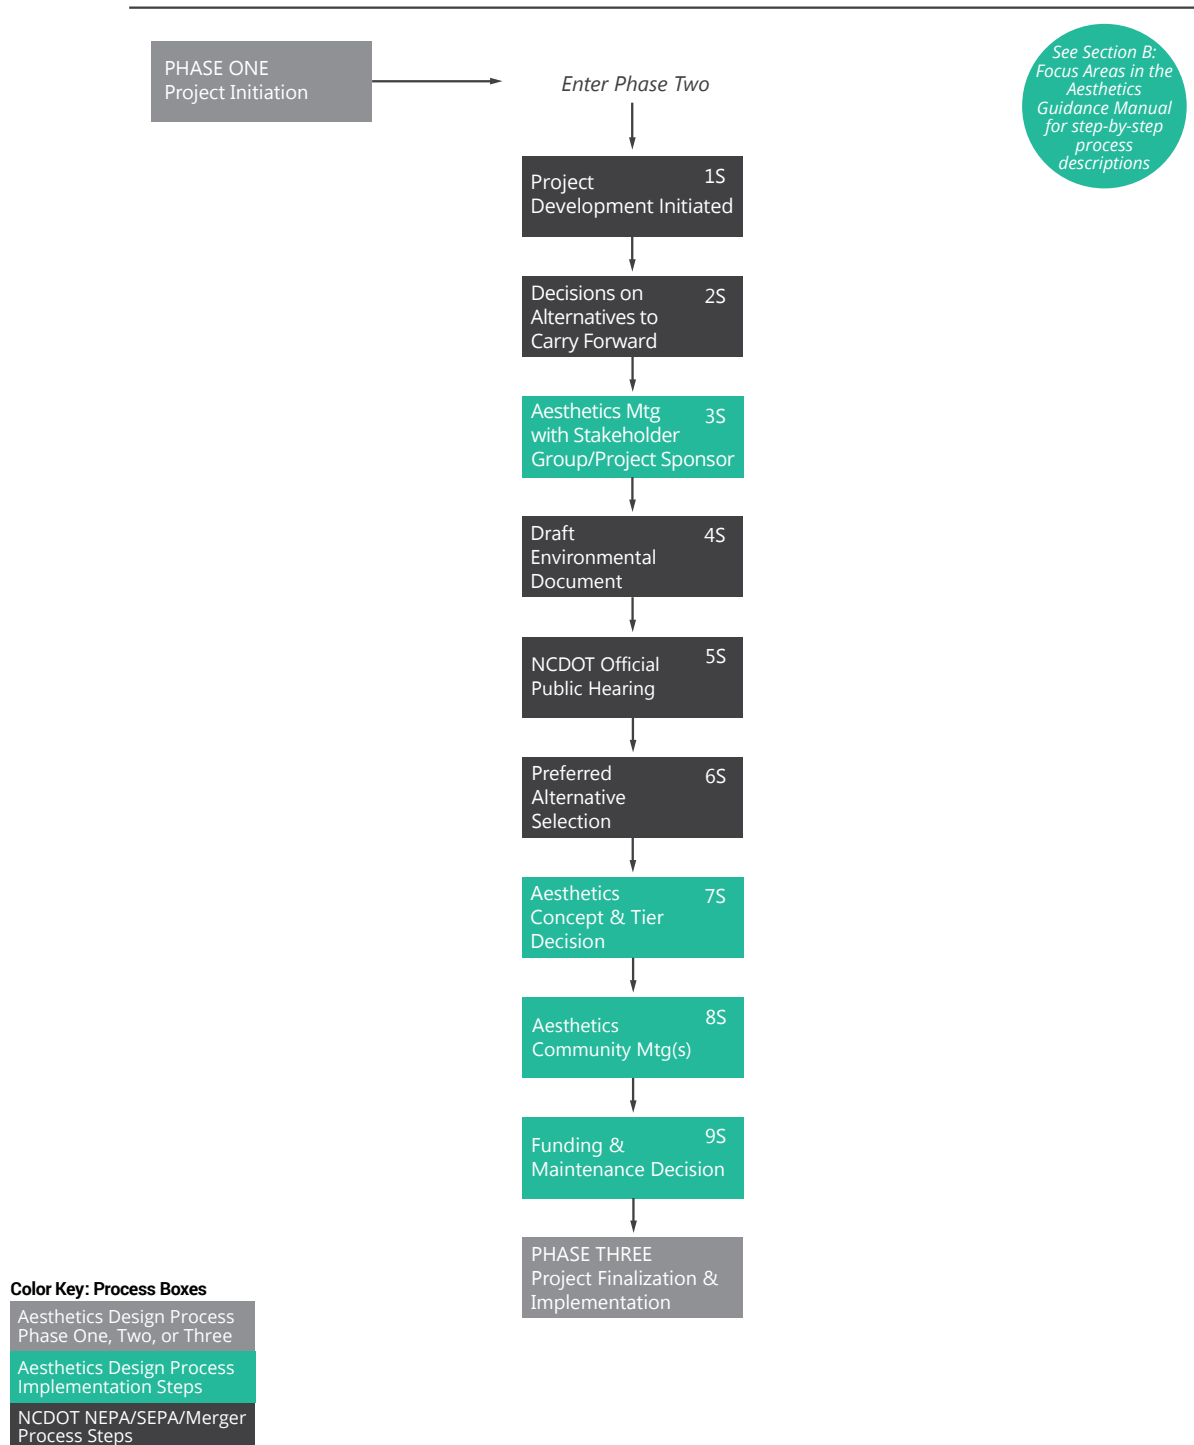 PHASE ONE
Project Initiation
Enter Phase Two
See Section B:
Focus Areas in the
Aesthetics
Guidance Manual
for step-by-step
process
descriptions
1S
Project
Development Initiated
Decisions on 2S
Alternatives to
Carry Forward
Aesthetics Mtg 3S
with Stakeholder
Group/Project Sponsor
Draft 4S
Environmental
Document
5S
NCDOT Official
Public Hearing
Preferred 6S
Alternative
Selection
Aesthetics 7S
Concept & Tier
Decision
8S
Aesthetics
Community Mtg(s)
9S
Funding &
Maintenance Decision
PHASE THREE
Project Finalization &
Implementation
Color Key: Process Boxes
Aesthetics Design Process
Phase One, Two, or Three
Aesthetics Design Process
Implementation Steps
NCDOT NEPA/SEPA/Merger
Process Steps